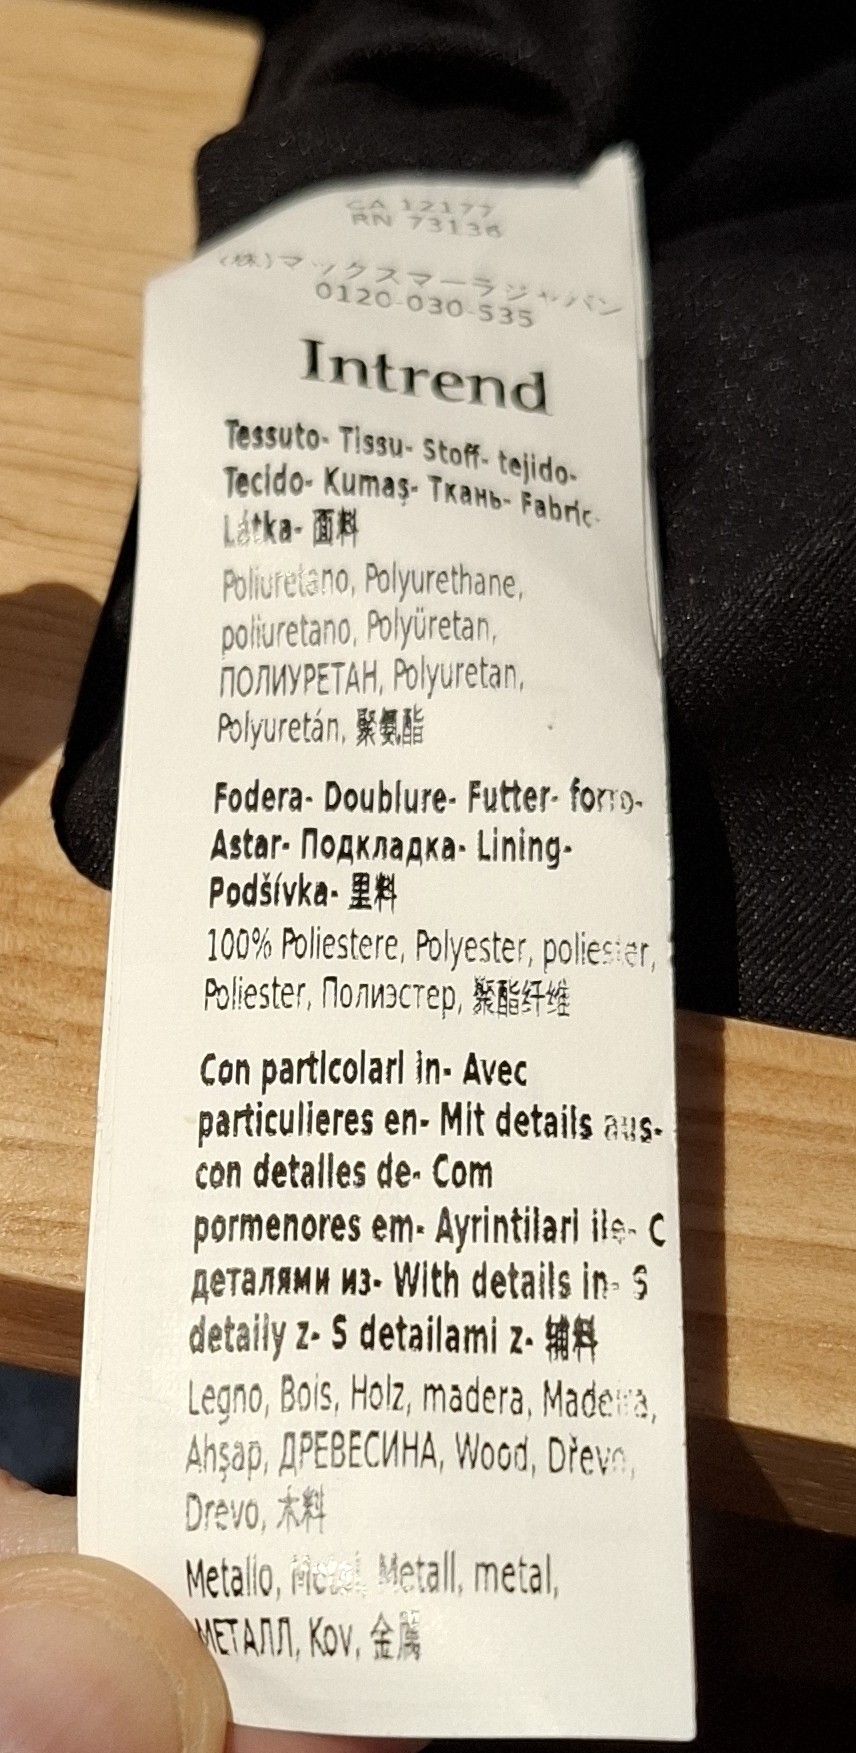 CA 12177
RN 73136
(株)マックスマーラジャパン
0120-030-535
Intrend
Tessuto- Tissu- Stoff- tejido-
Tecido- Kumaş- Ткань- Fabric-
Látka- 面料
Poliuretano, Polyurethane,
poliuretano, Polyüretan,
ПОЛИУРЕТАН, Polyuretan,
Polyuretán, 聚氨酯
Fodera- Doublure- Futter- forro-
Astar- Подкладка- Lining-
Podšívka- 里料
100% Poliestere, Polyester, poliester,
Poliester, Полиэстер, 聚酯纤维
Con particolari in- Avec
particulieres en- Mit details aus-
con detalles de- Com
pormenores em- Ayrintilari ile- С
деталями из- With details in- S
detaily z- S detailami z- 辅料
Legno, Bois, Holz, madera, Madeira,
Ahşap, ДРЕВЕСИНА, Wood, Dřevo,
Drevo, 木料
Metallo, Metal, Metall, metal,
МЕТАЛЛ, Kov, 金属